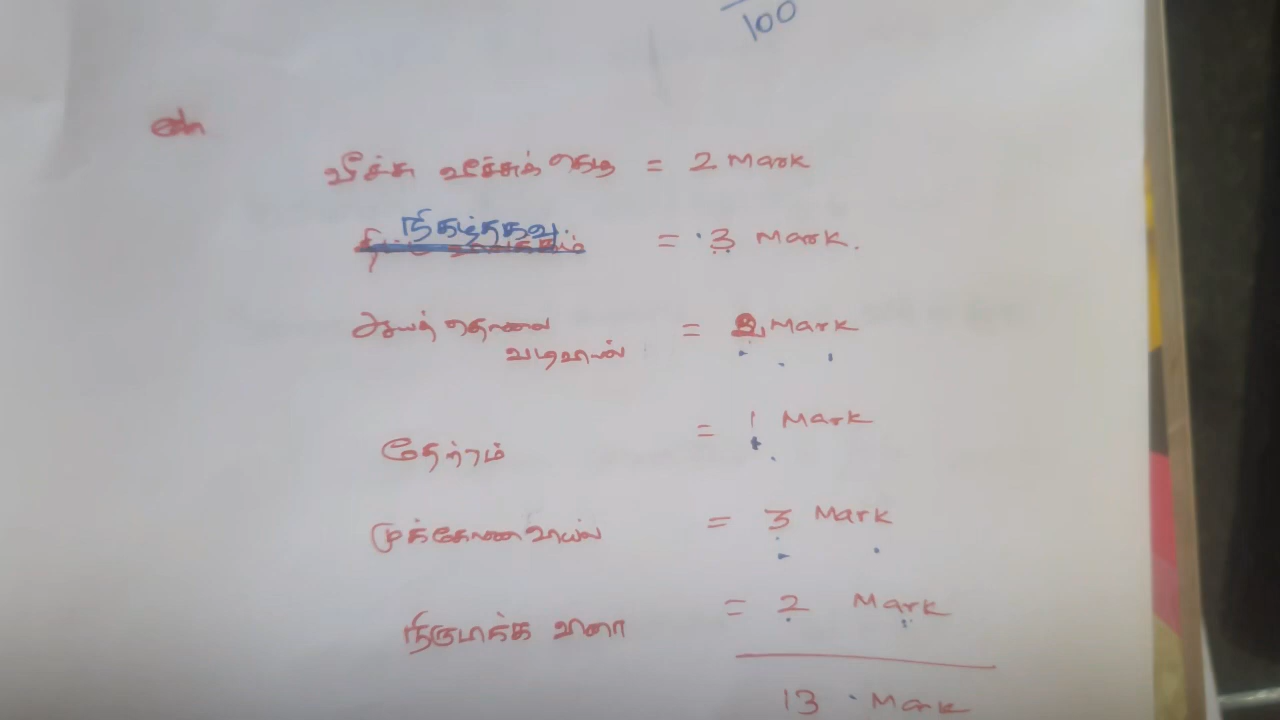 100
வீச்சு வீச்சுக் கெழு = 2 Mark
நிகழ்தகவு. = 3 Mark.
ஆயத் தொலை = 2 Mark
வடிவியல்
தேற்றம் = 1 Mark
முக்கோணவியல் = 3 Mark
நிரூபிக்க வினா = 2 Mark
13 Mark